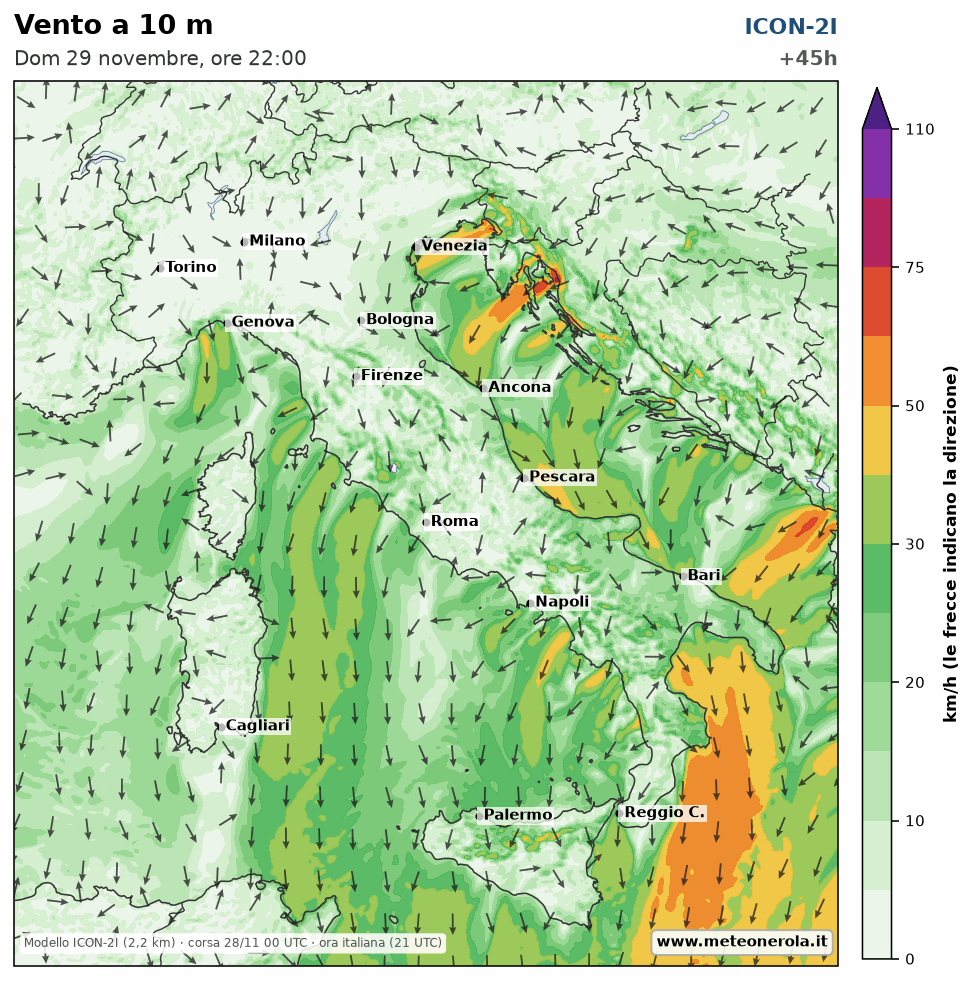 Vento a 10 m
ICON-2I
Dom 29 novembre, ore 22:00
+45h
110
Venezia
Milano
Torino
75
Genova
Bologna
Firenze
Ancona
50
Pescara
Roma
30
Bari
Napoli
20
Cagliari
Palermo
Reggio C.
10
0
km/h (le frecce indicano la direzione)
Modello ICON-2I (2,2 km) · corsa 28/11 00 UTC · ora italiana (21 UTC)
www.meteonerola.it